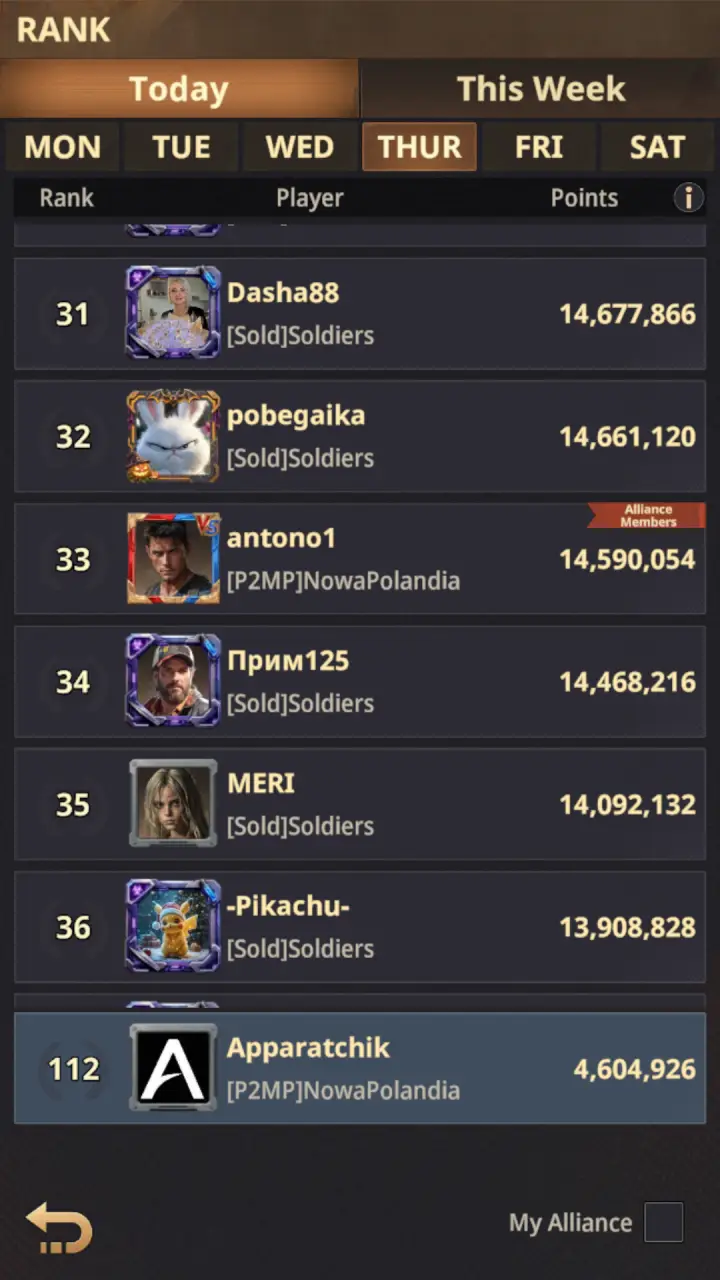 RANK
Today
This Week
MON TUE WED THUR FRI SAT
Rank Player Points i
31 Dasha88 14,677,866
[Sold]Soldiers
32 pobegaika 14,661,120
[Sold]Soldiers
Alliance
Members
33 antono1 14,590,054
[P2MP]NowaPolandia
34 Прим125 14,468,216
[Sold]Soldiers
35 MERI 14,092,132
[Sold]Soldiers
36 -Pikachu- 13,908,828
[Sold]Soldiers
112 Apparatchik 4,604,926
[P2MP]NowaPolandia
My Alliance